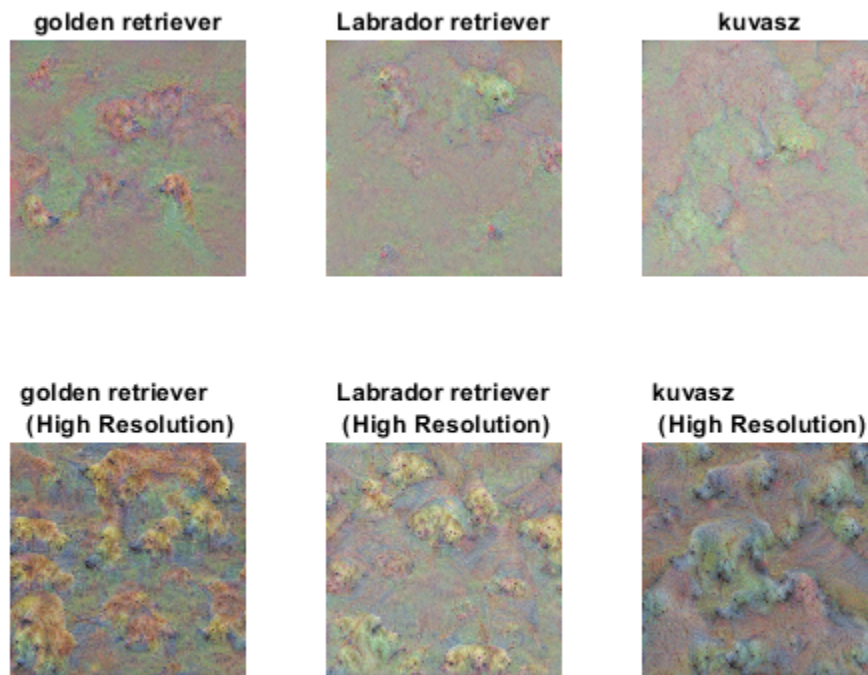 golden retriever
Labrador retriever
kuvasz
golden retriever
(High Resolution)
Labrador retriever
(High Resolution)
kuvasz
(High Resolution)